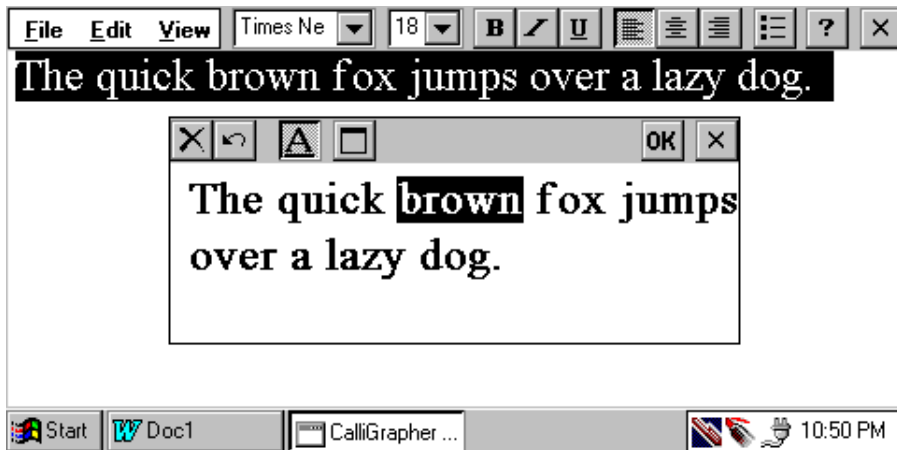 File Edit View Times Ne 18 B I U ? ×
The quick brown fox jumps over a lazy dog.
A OK ×
The quick brown fox jumps
over a lazy dog.
Start W Doc1 CalliGrapher ... 10:50 PM